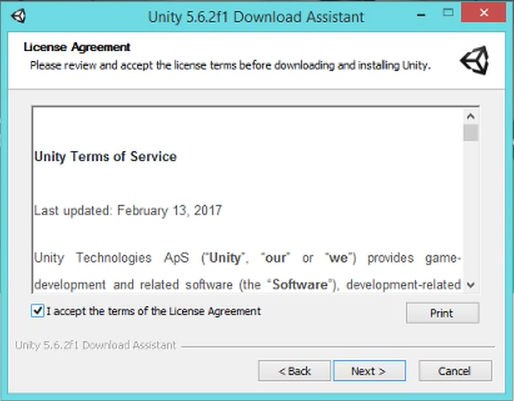 Unity 5.6.2f1 Download Assistant
License Agreement
Please review and accept the license terms before downloading and installing Unity.
Unity Terms of Service
Last updated: February 13, 2017
Unity Technologies ApS (“Unity”, “our” or “we”) provides game-
development and related software (the “Software”), development-related
I accept the terms of the License Agreement
Print
Unity 5.6.2f1 Download Assistant
< Back
Next >
Cancel